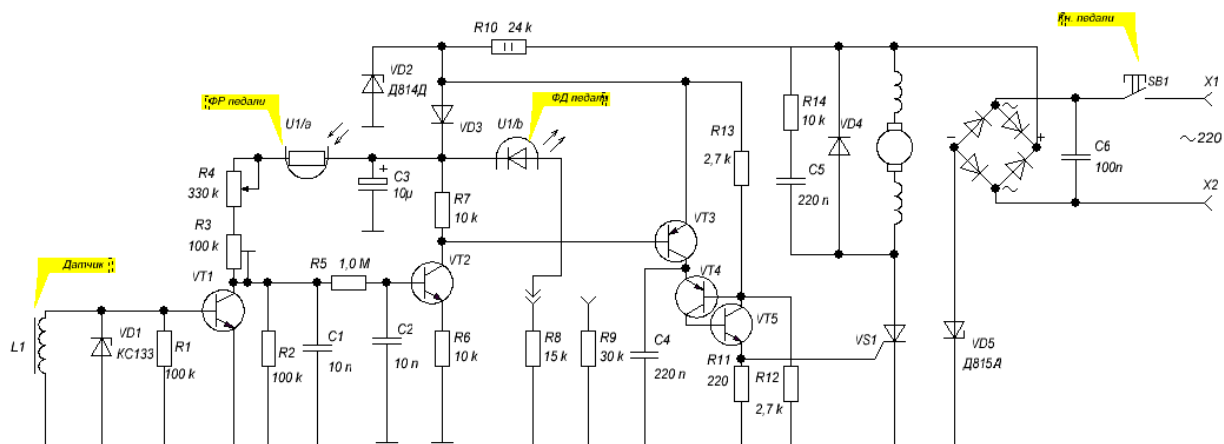 R10 24 k
Кн. педали
VD2
Д814Д
SB1
X1
ФР педали
ФД педали
U1/a
VD3
U1/b
R14
10 k
VD4
R13
2,7 k
~220
C6
100n
R4
330 k
C3
10µ
C5
220 n
X2
R7
10 k
R3
100 k
VT3
Датчик
VT1
R5 1,0 M
VT2
VT4
VT5
L1
VD1
КС133
R1
100 k
R2
100 k
C1
10 n
C2
10 n
R6
10 k
R8
15 k
R9
30 k
C4
220 n
R11
220
R12
2,7 k
VS1
VD5
Д815А